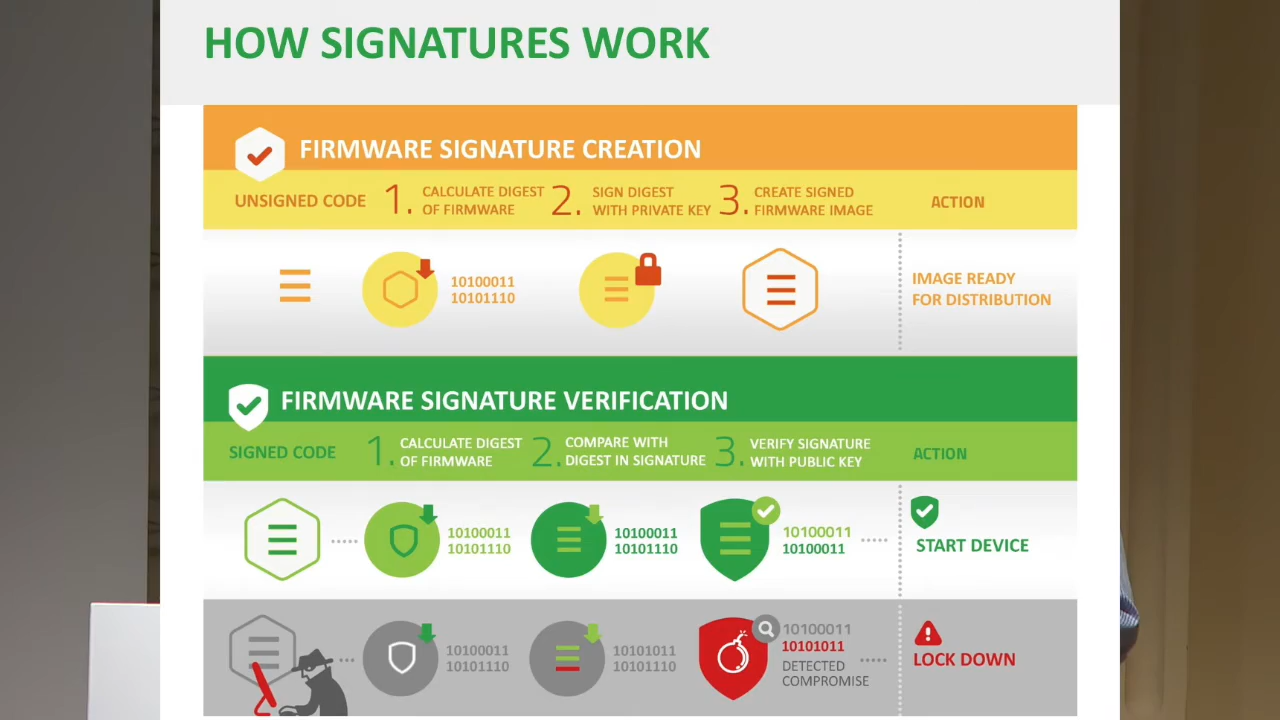 HOW SIGNATURES WORK
FIRMWARE SIGNATURE CREATION
UNSIGNED CODE
1. CALCULATE DIGEST
OF FIRMWARE
2. SIGN DIGEST
WITH PRIVATE KEY
3. CREATE SIGNED
FIRMWARE IMAGE
ACTION
10100011
10101110
IMAGE READY
FOR DISTRIBUTION
FIRMWARE SIGNATURE VERIFICATION
SIGNED CODE
1. CALCULATE DIGEST
OF FIRMWARE
2. COMPARE WITH
DIGEST IN SIGNATURE
3. VERIFY SIGNATURE
WITH PUBLIC KEY
ACTION
10100011
10101110
10100011
10101110
10100011
10100011
START DEVICE
10100011
10101110
10101011
10101110
10100011
10101011
DETECTED
COMPROMISE
LOCK DOWN